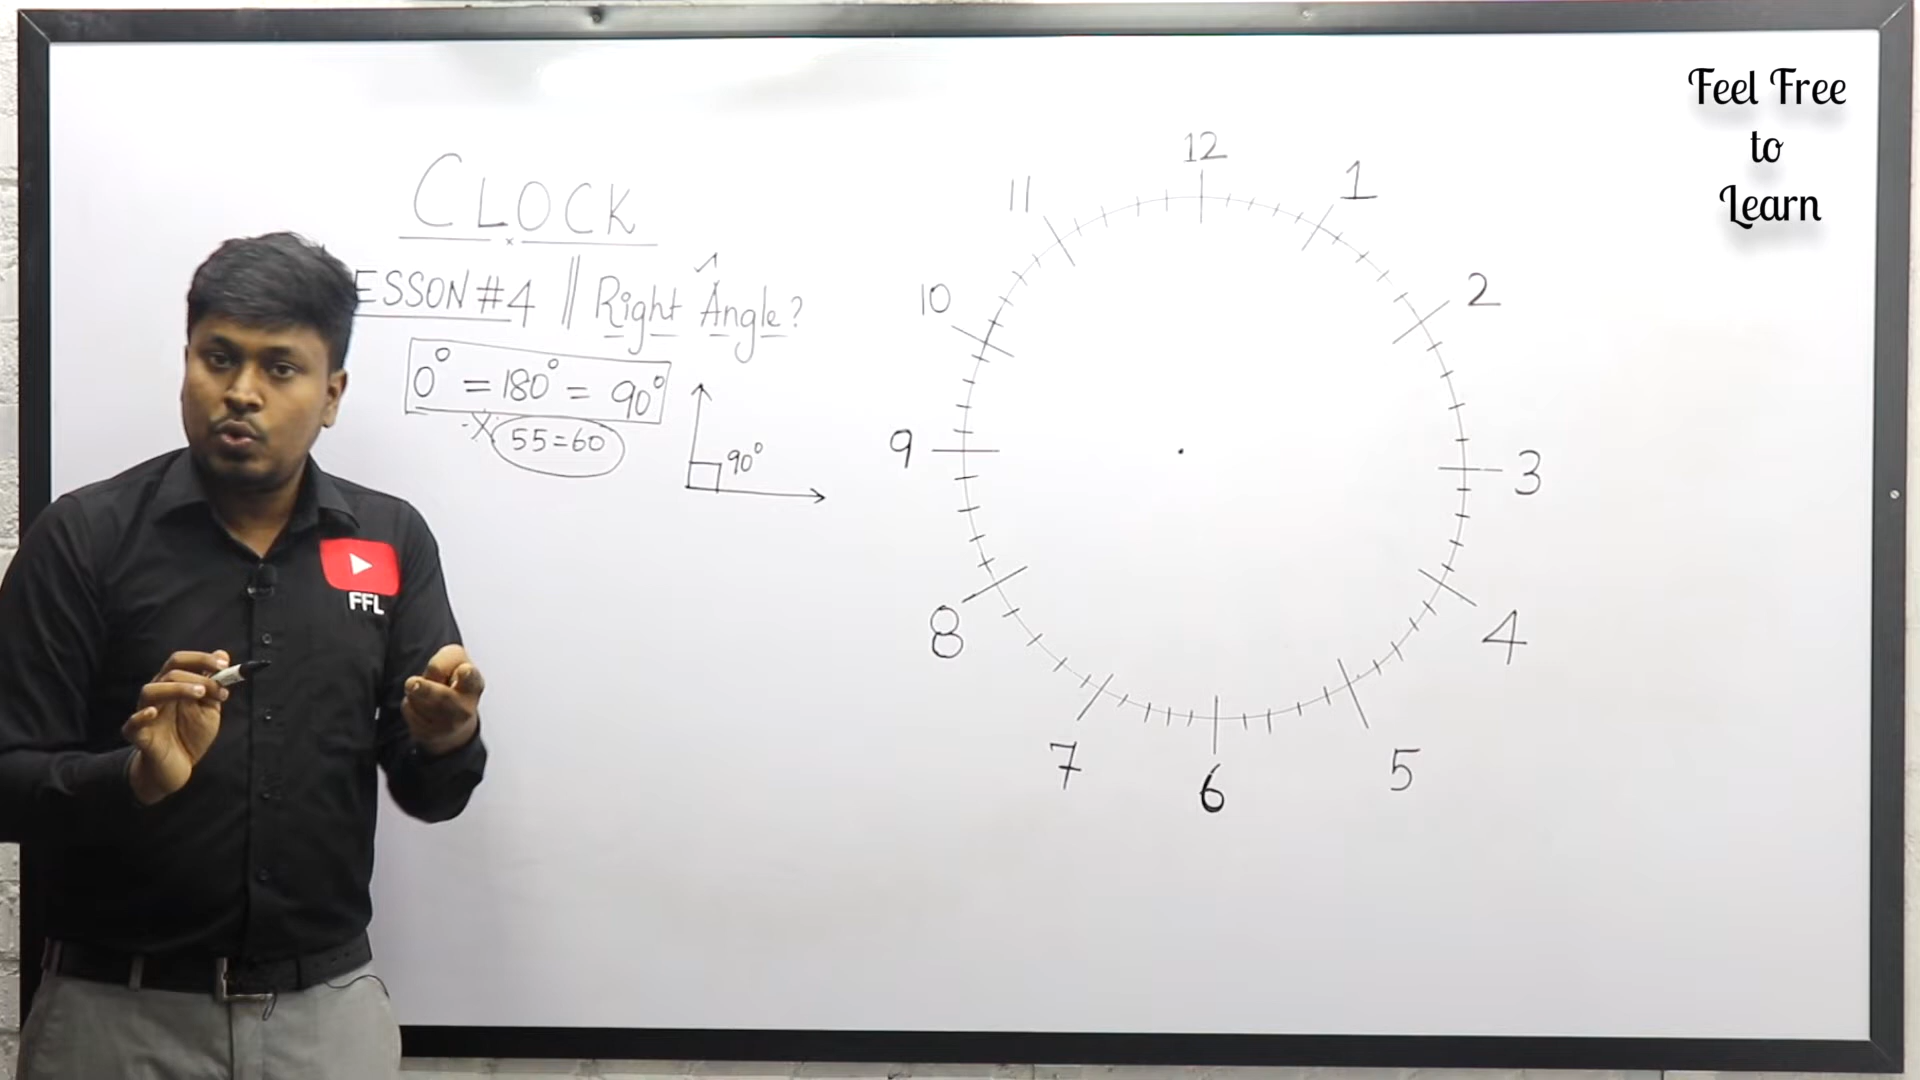 Feel Free
to
Learn
CLOCK
ESSON #4 || Right Angle?
0° = 180° = 90°
55=60
90°
12
1
2
3
4
5
6
7
8
9
10
11
FFL